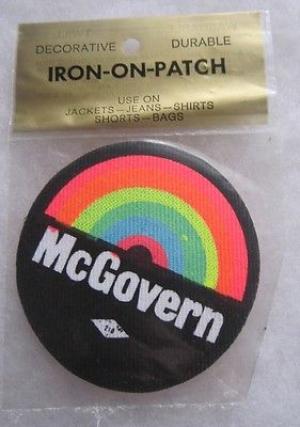 DECORATIVE DURABLE
IRON-ON-PATCH
USE ON
JACKETS—JEANS—SHIRTS
SHORTS—BAGS
McGovern